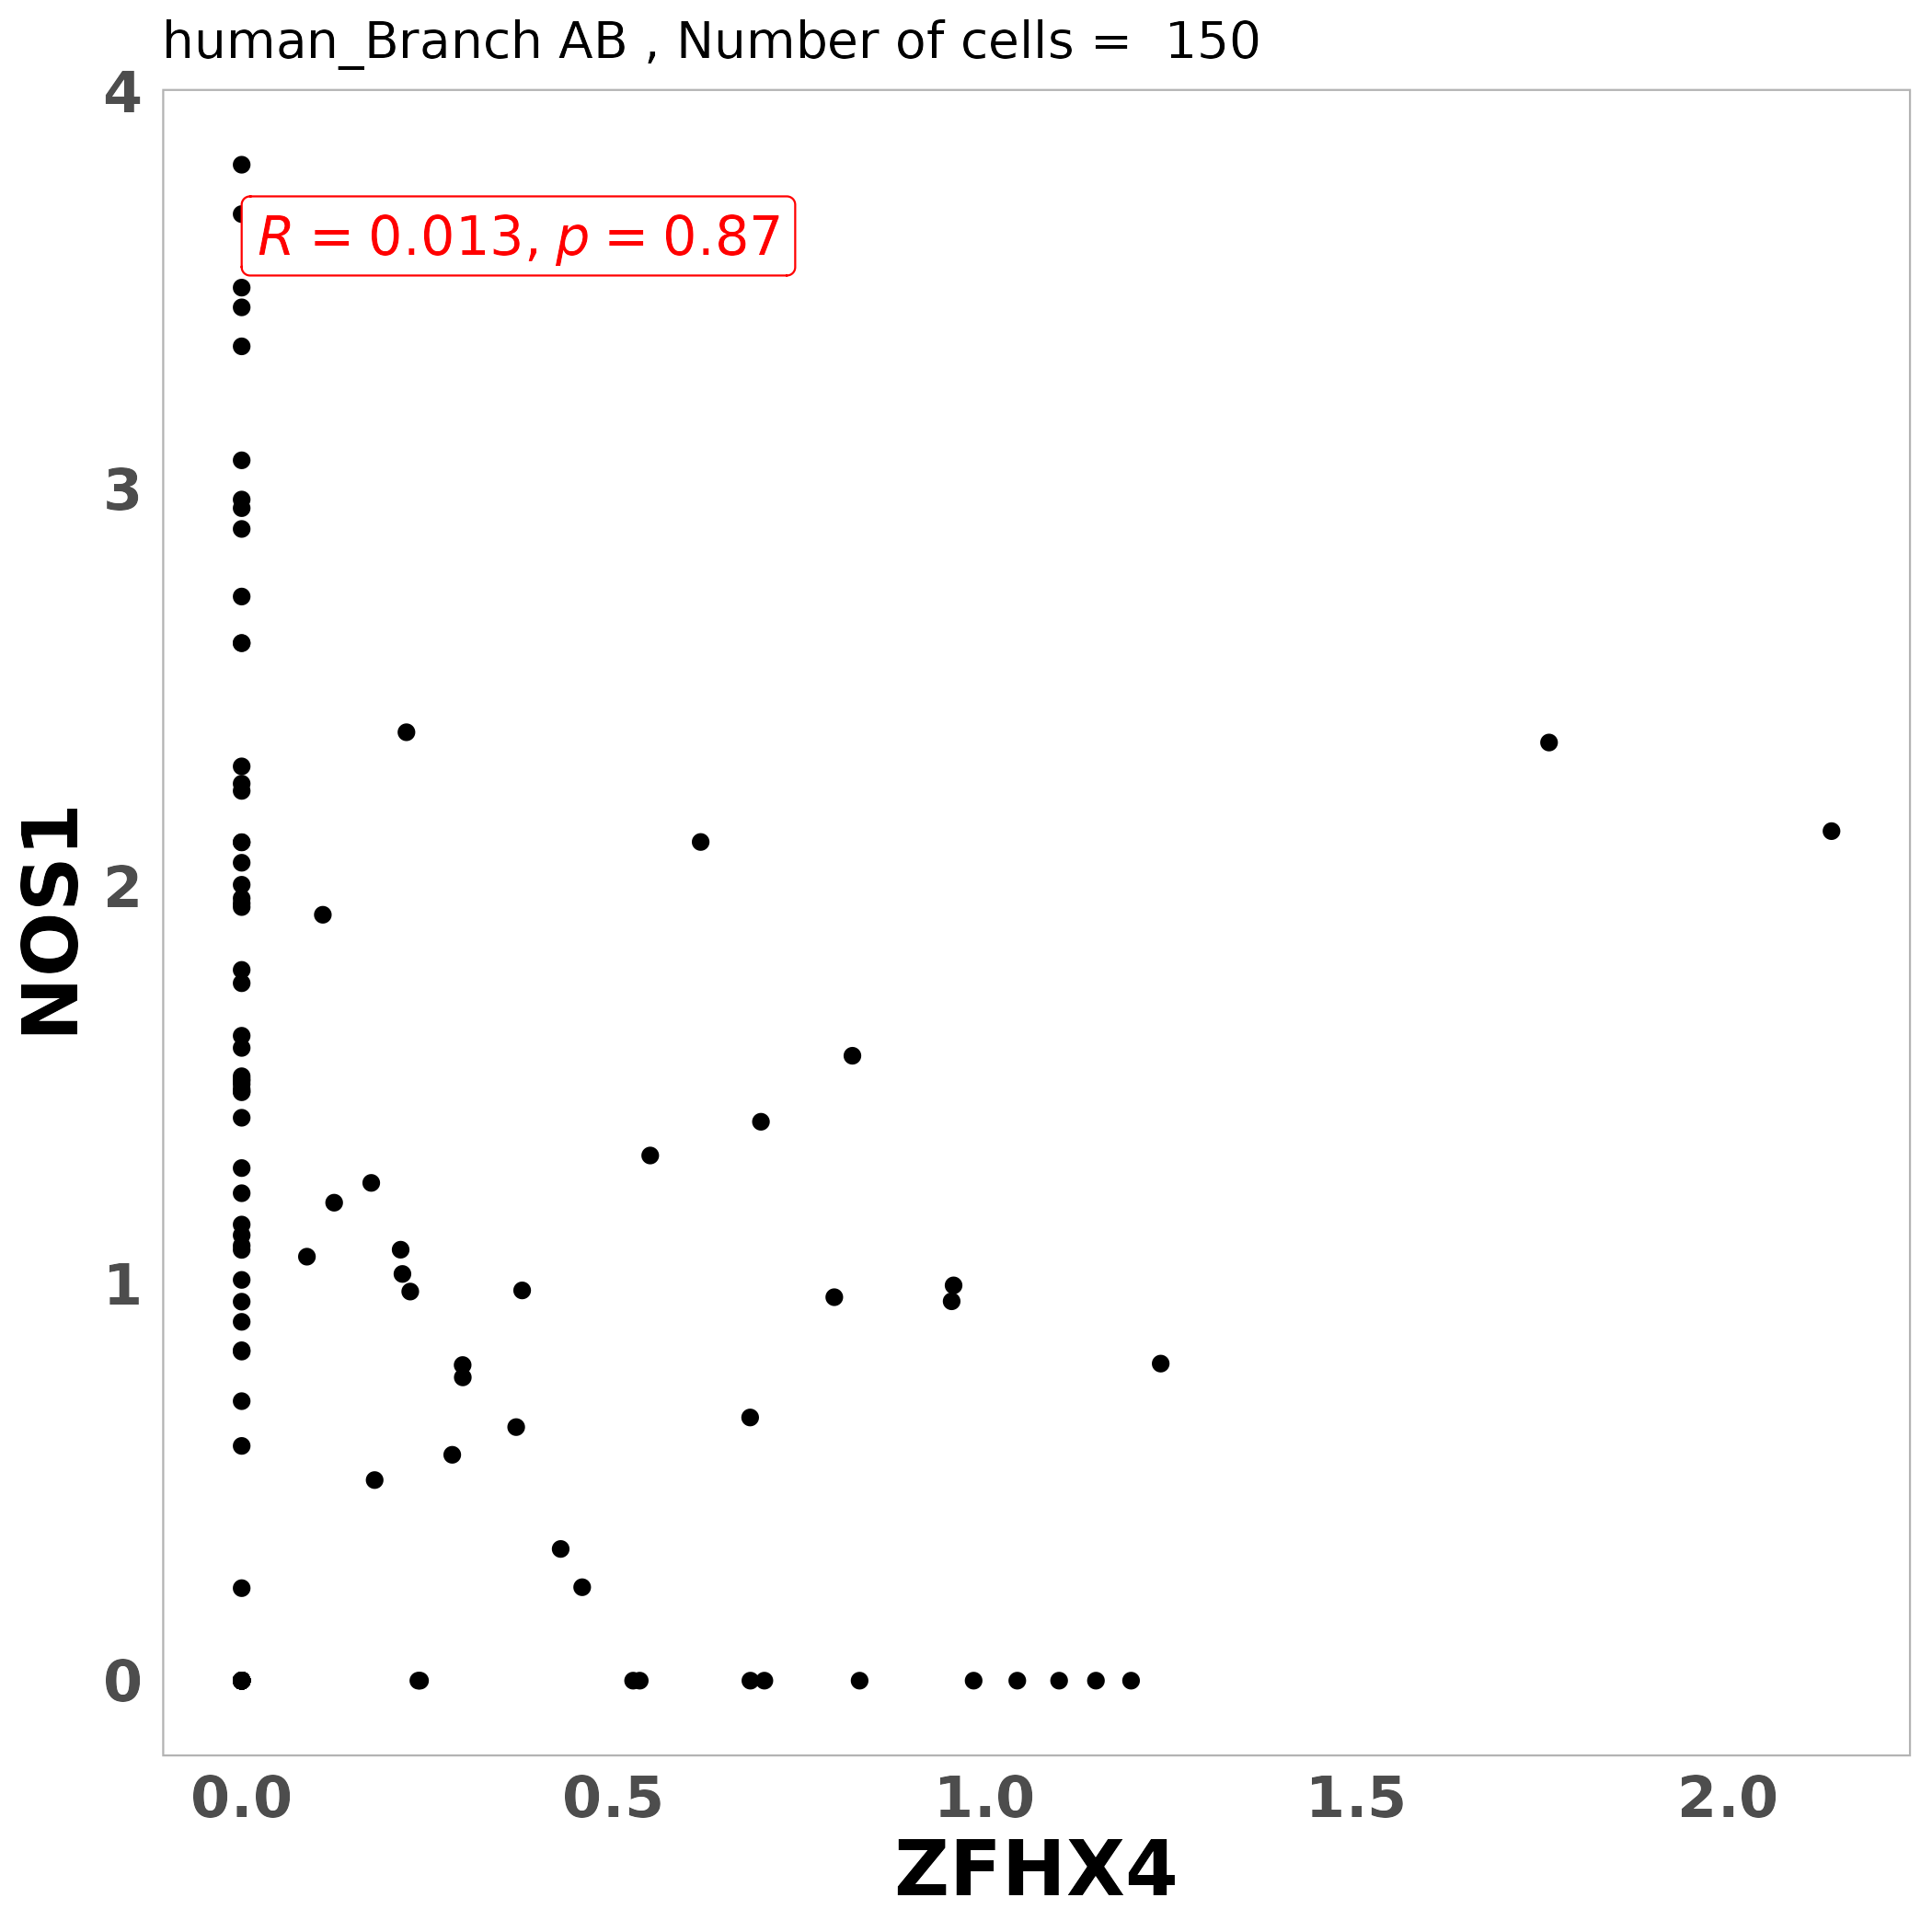 human_Branch AB , Number of cells =  150
4
R = 0.013, p = 0.87
3
2
1
0
NOS1
0.0 0.5 1.0 1.5 2.0
ZFHX4